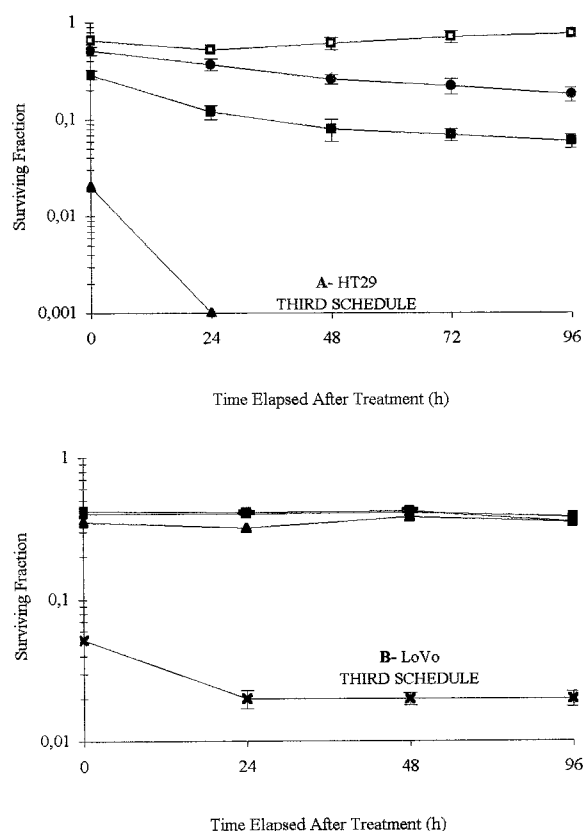 1
0,1
0,01
0,001
Surviving Fraction
A- HT29
THIRD SCHEDULE
0 24 48 72 96
Time Elapsed After Treatment (h)
1
0,1
0,01
Surviving Fraction
B- LoVo
THIRD SCHEDULE
0 24 48 96
Time Elapsed After Treatment (h)